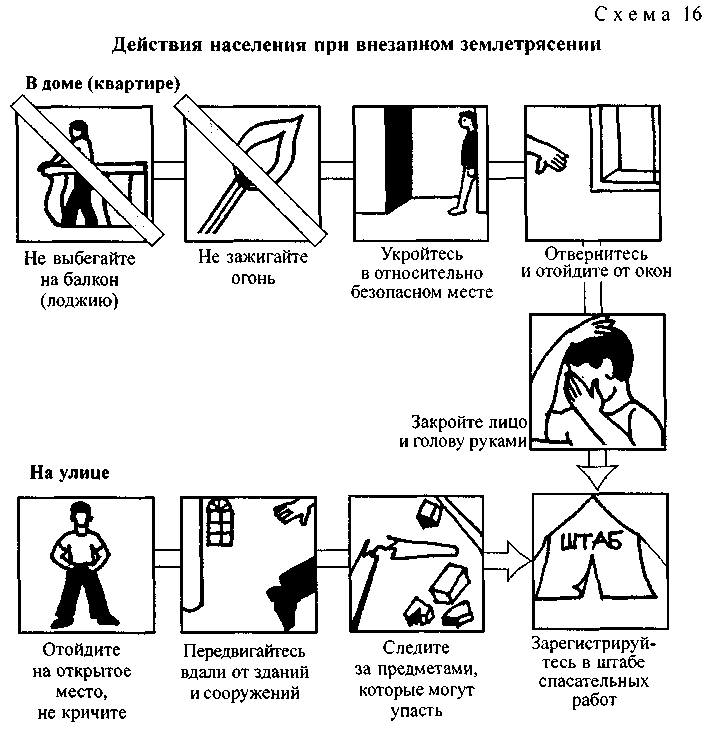 Схема 16
Действия населения при внезапном землетрясении
В доме (квартире)
Не выбегайте
на балкон
(лоджию)
Не зажигайте
огонь
Укройтесь
в относительно
безопасном месте
Отвернитесь
и отойдите от окон
Закройте лицо
и голову руками
На улице
Отойдите
на открытое
место,
не кричите
Передвигайтесь
вдали от зданий
и сооружений
Следите
за предметами,
которые могут
упасть
ШТАБ
Зарегистрируй-
тесь в штабе
спасательных
работ